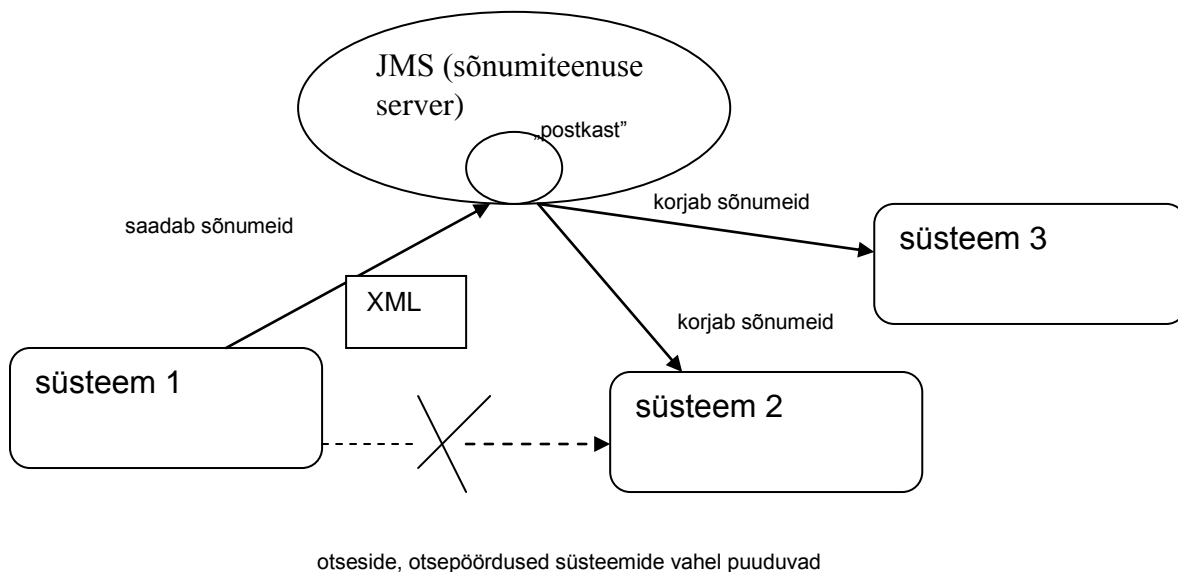 JMS (sõnumiteenuse
server)
„postkast”
saadab sõnumeid
korjab sõnumeid
süsteem 3
XML
korjab sõnumeid
süsteem 1
süsteem 2
otseside, otsepöördused süsteemide vahel puuduvad